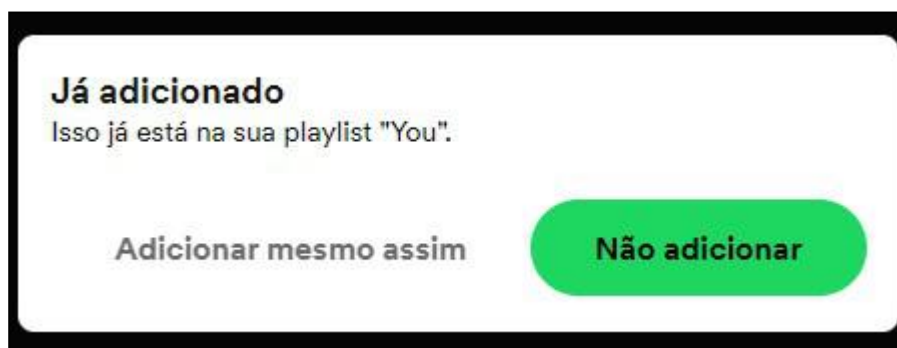 Já adicionado
Isso já está na sua playlist "You".
Adicionar mesmo assim
Não adicionar